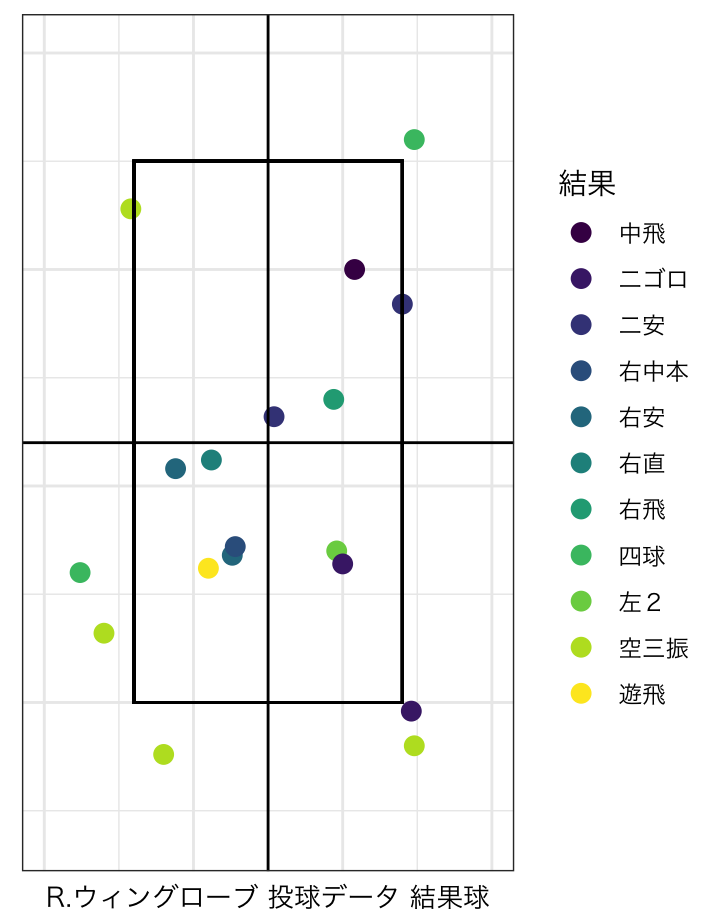 結果
中飛
二ゴロ
二安
右中本
右安
右直
右飛
四球
左２
空三振
遊飛
R.ウィングローブ 投球データ 結果球